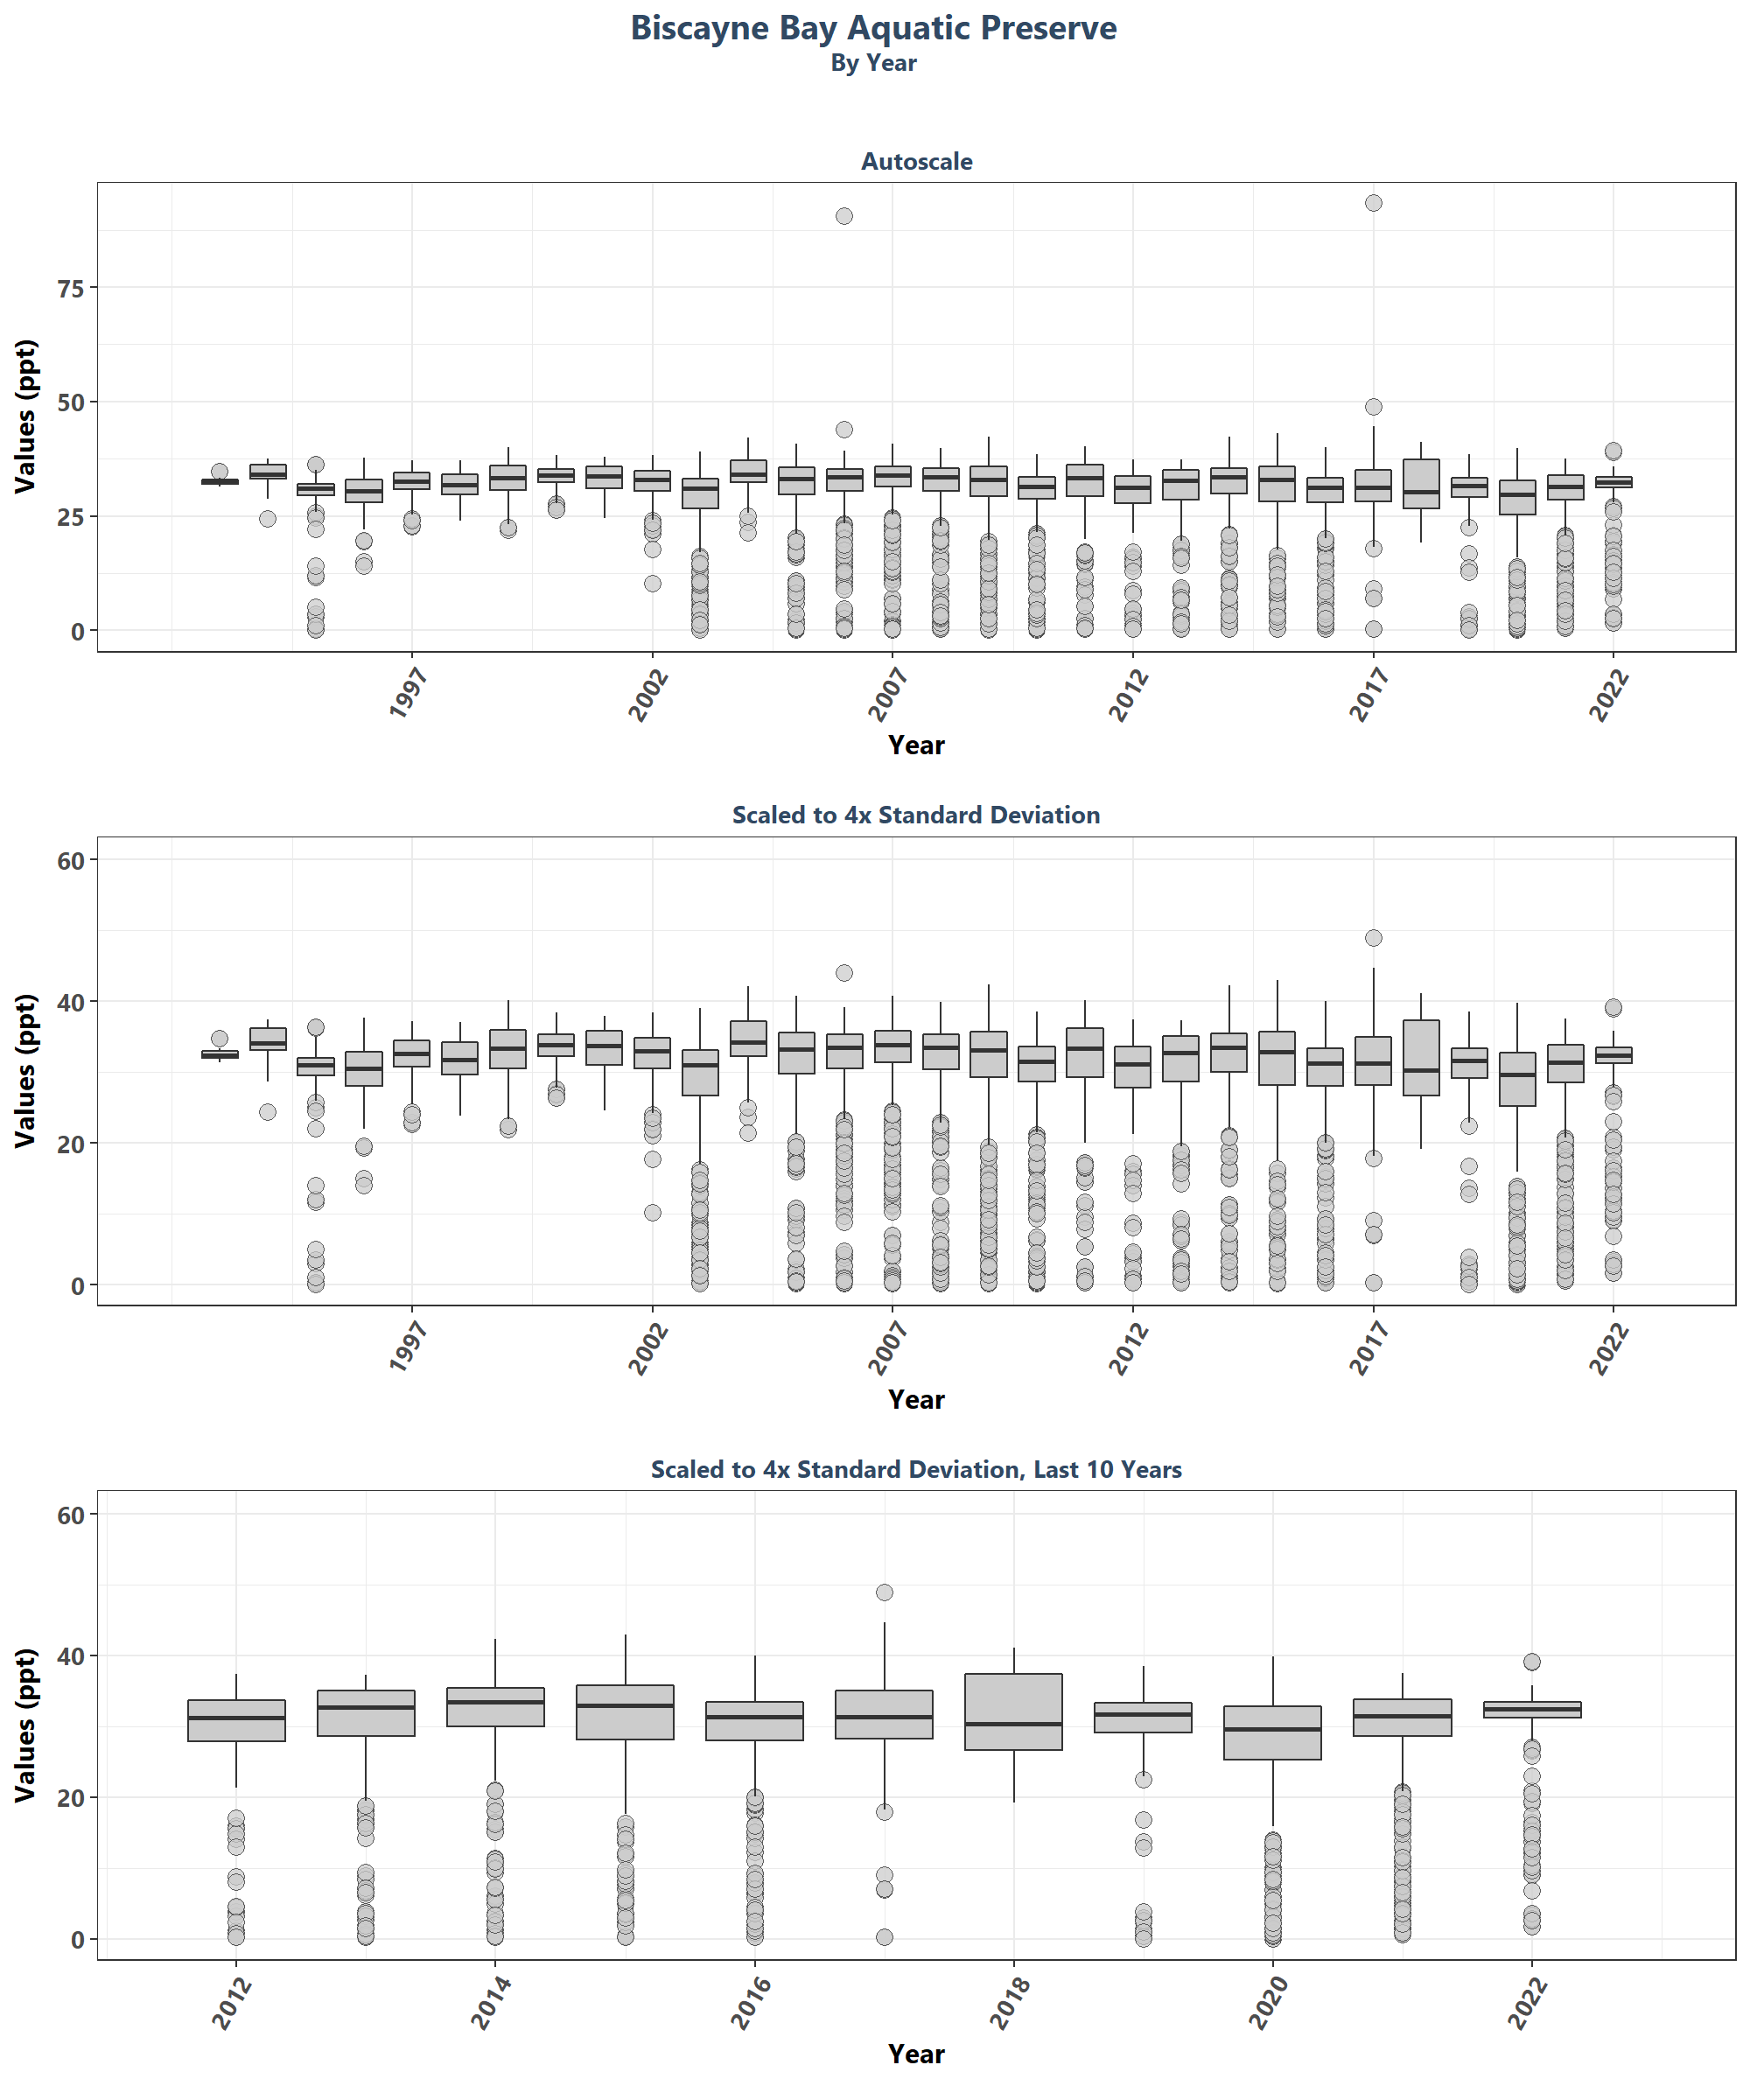 Biscayne Bay Aquatic Preserve
By Year
Autoscale
Values (ppt)
75
50
25
0
1997
2002
2007
2012
2017
2022
Year
Scaled to 4x Standard Deviation
Values (ppt)
60
40
20
0
1997
2002
2007
2012
2017
2022
Year
Scaled to 4x Standard Deviation, Last 10 Years
Values (ppt)
60
40
20
0
2012
2014
2016
2018
2020
2022
Year